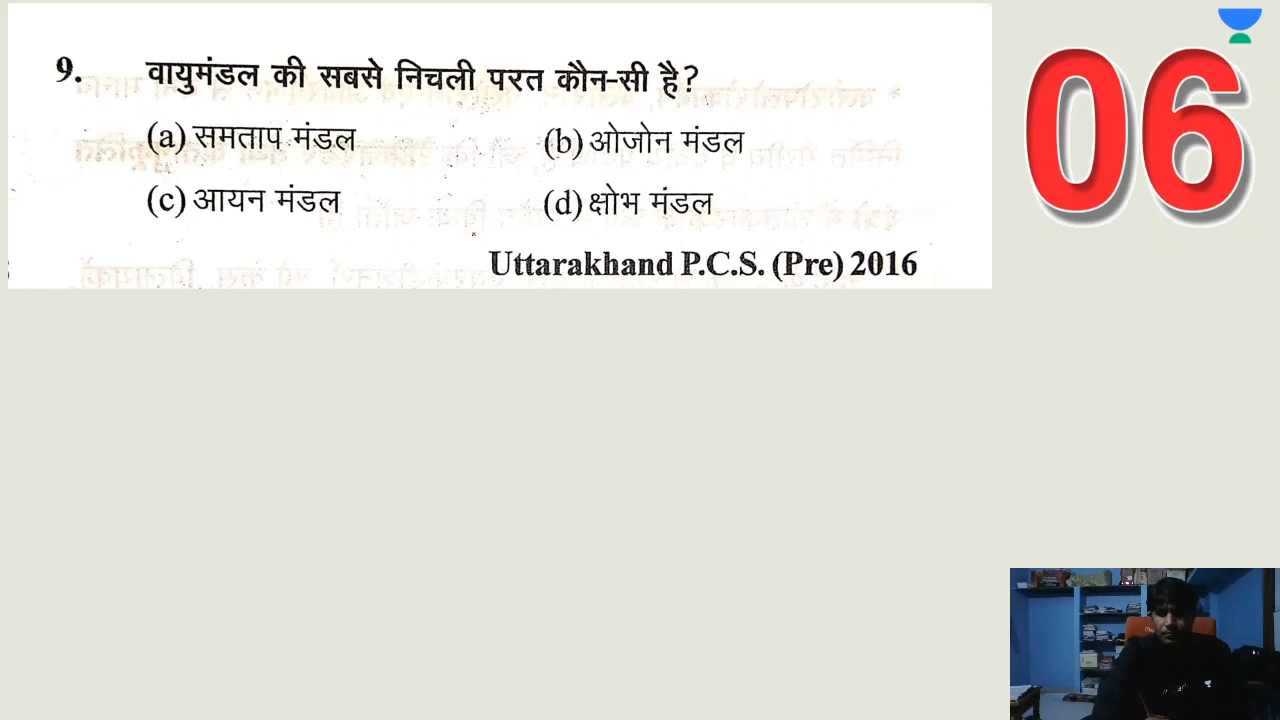 9. वायुमंडल की सबसे निचली परत कौन-सी है?
(a) समताप मंडल (b) ओजोन मंडल
(c) आयन मंडल (d) क्षोभ मंडल
Uttarakhand P.C.S. (Pre) 2016
06